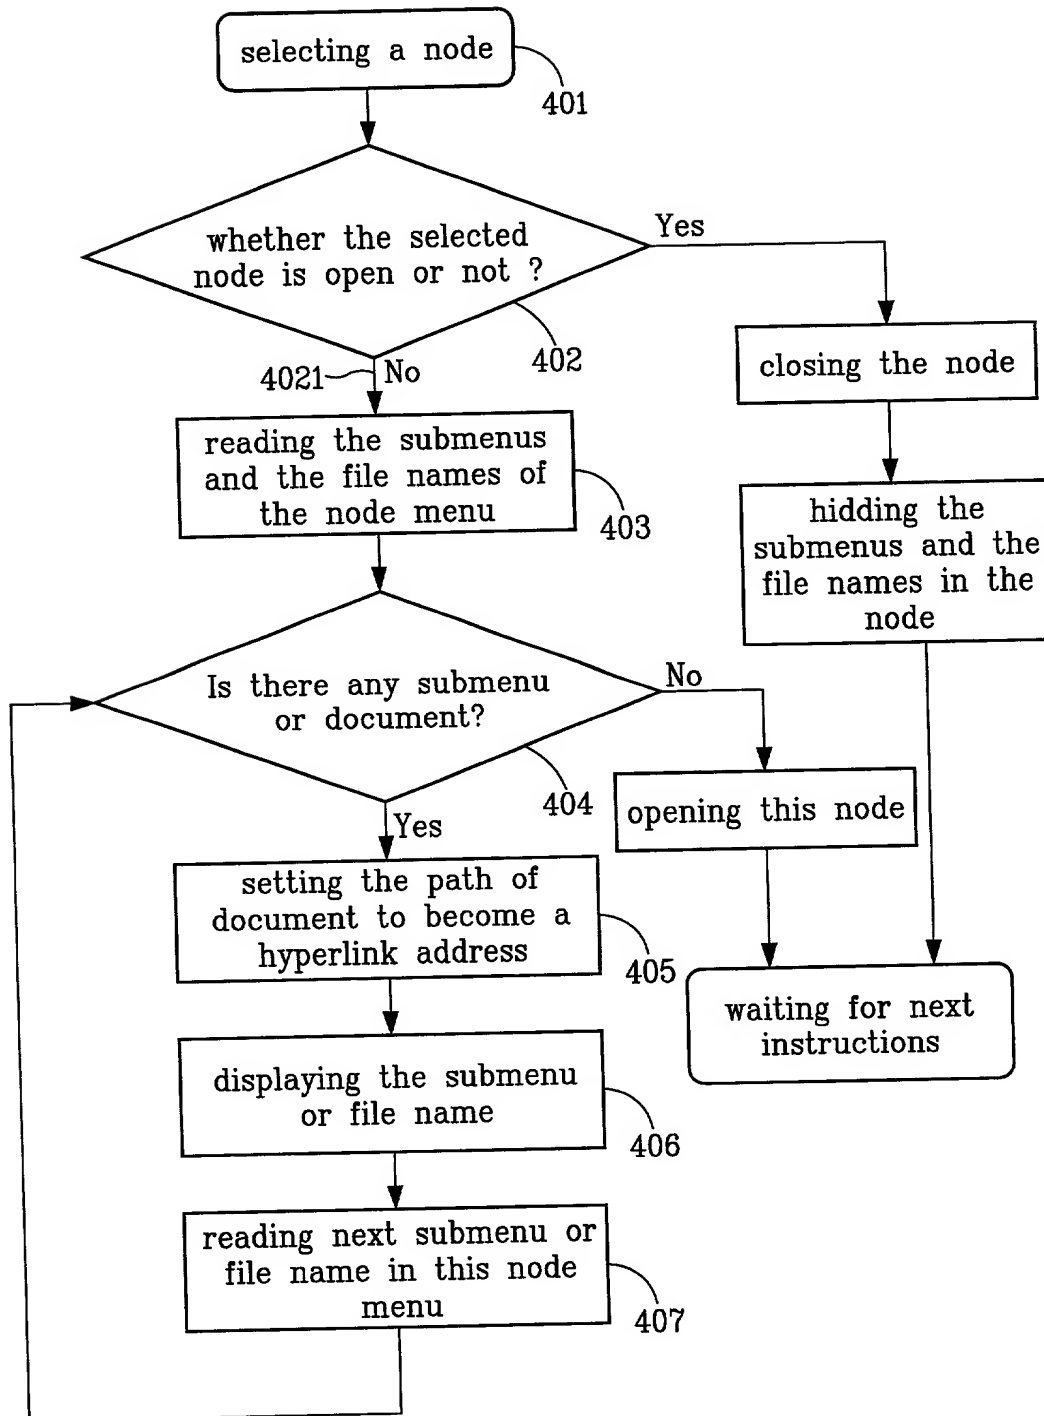 selecting a node
401
whether the selected
node is open or not ?
Yes
402
4021
No
closing the node
reading the submenus
and the file names of
the node menu
403
hidding the
submenus and the
file names in the
node
Is there any submenu
or document?
No
404
Yes
opening this node
setting the path of
document to become a
hyperlink address
405
waiting for next
instructions
displaying the submenu
or file name
406
reading next submenu or
file name in this node
menu
407